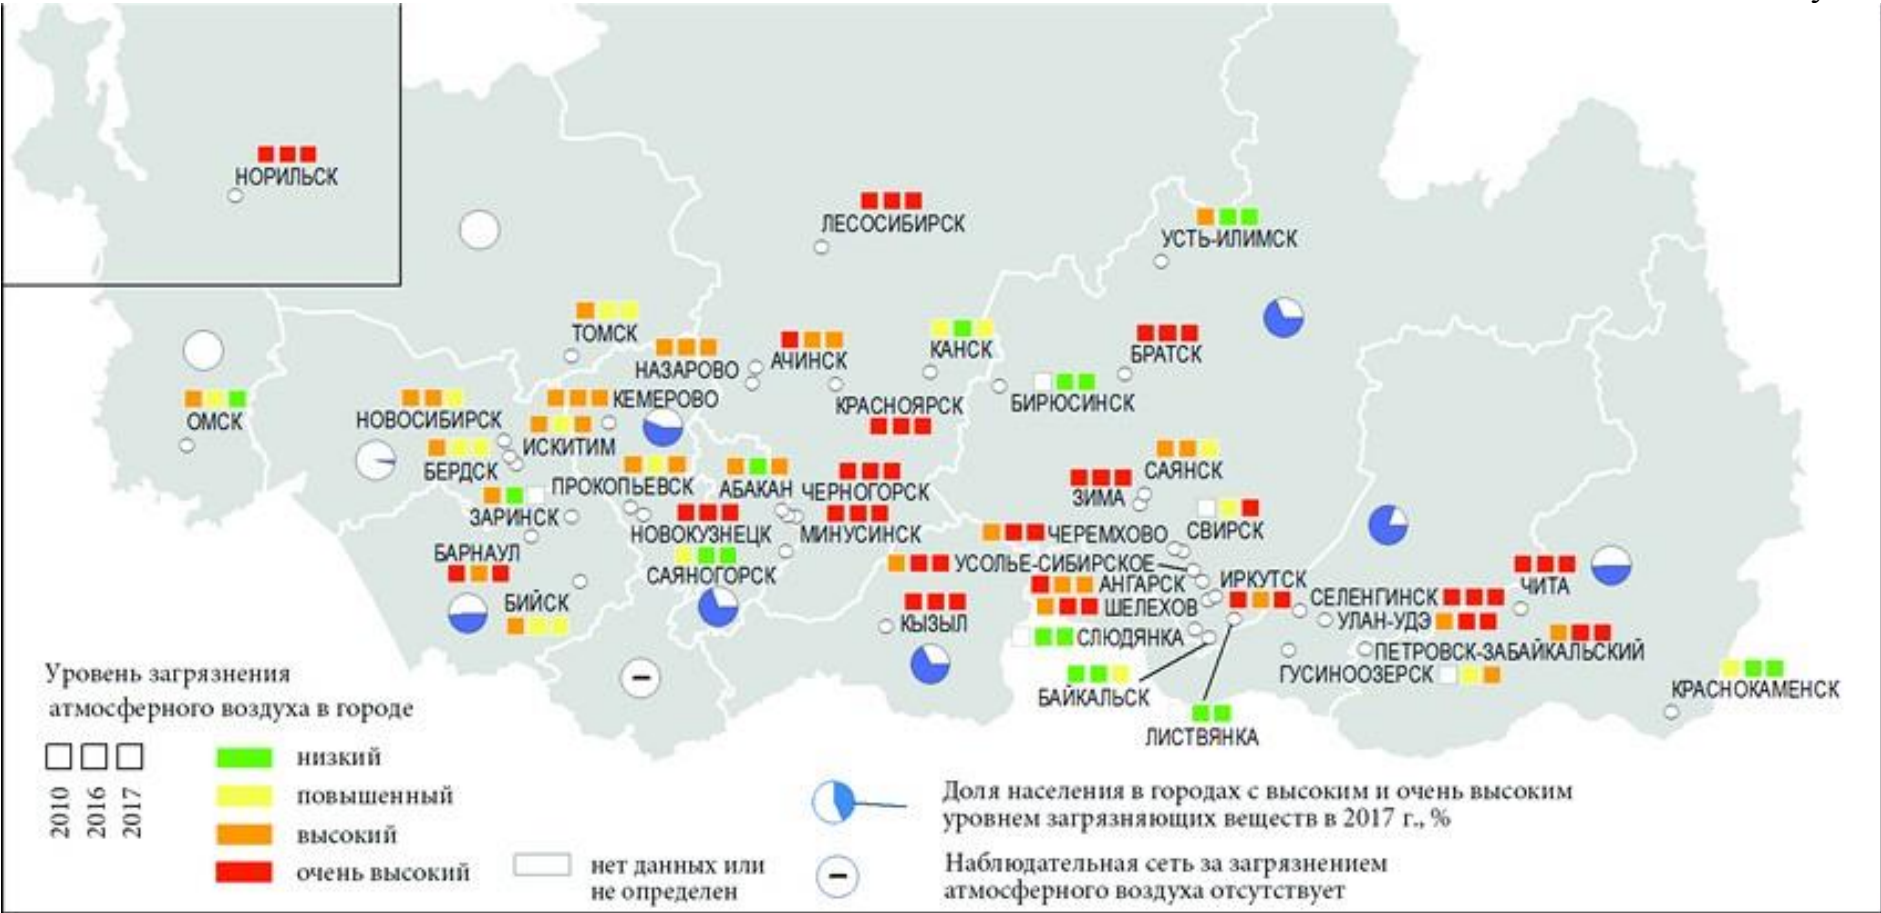 НОРИЛЬСК
ЛЕСОСИБИРСК
УСТЬ-ИЛИМСК
ТОМСК
НАЗАРОВО
АЧИНСК
КАНСК
БРАТСК
ОМСК
НОВОСИБИРСК
КЕМЕРОВО
КРАСНОЯРСК
БИРЮСИНСК
ИСКИТИМ
БЕРДСК
ПРОКОПЬЕВСК
АБАКАН
ЧЕРНОГОРСК
ЗИМА
САЯНСК
ЗАРИНСК
НОВОКУЗНЕЦК
МИНУСИНСК
ЧЕРЕМХОВО
СВИРСК
БАРНАУЛ
САЯНОГОРСК
УСОЛЬЕ-СИБИРСКОЕ
АНГАРСК
ИРКУТСК
ЧИТА
БИЙСК
КЫЗЫЛ
ШЕЛЕХОВ
СЕЛЕНГИНСК
УЛАН-УДЭ
СЛЮДЯНКА
ПЕТРОВСК-ЗАБАЙКАЛЬСКИЙ
ГУСИНООЗЕРСК
БАЙКАЛЬСК
КРАСНОКАМЕНСК
ЛИСТВЯНКА
Уровень загрязнения
атмосферного воздуха в городе
2010
2016
2017
низкий
повышенный
высокий
очень высокий
нет данных или
не определен
Доля населения в городах с высоким и очень высоким
уровнем загрязняющих веществ в 2017 г., %
Наблюдательная сеть за загрязнением
атмосферного воздуха отсутствует